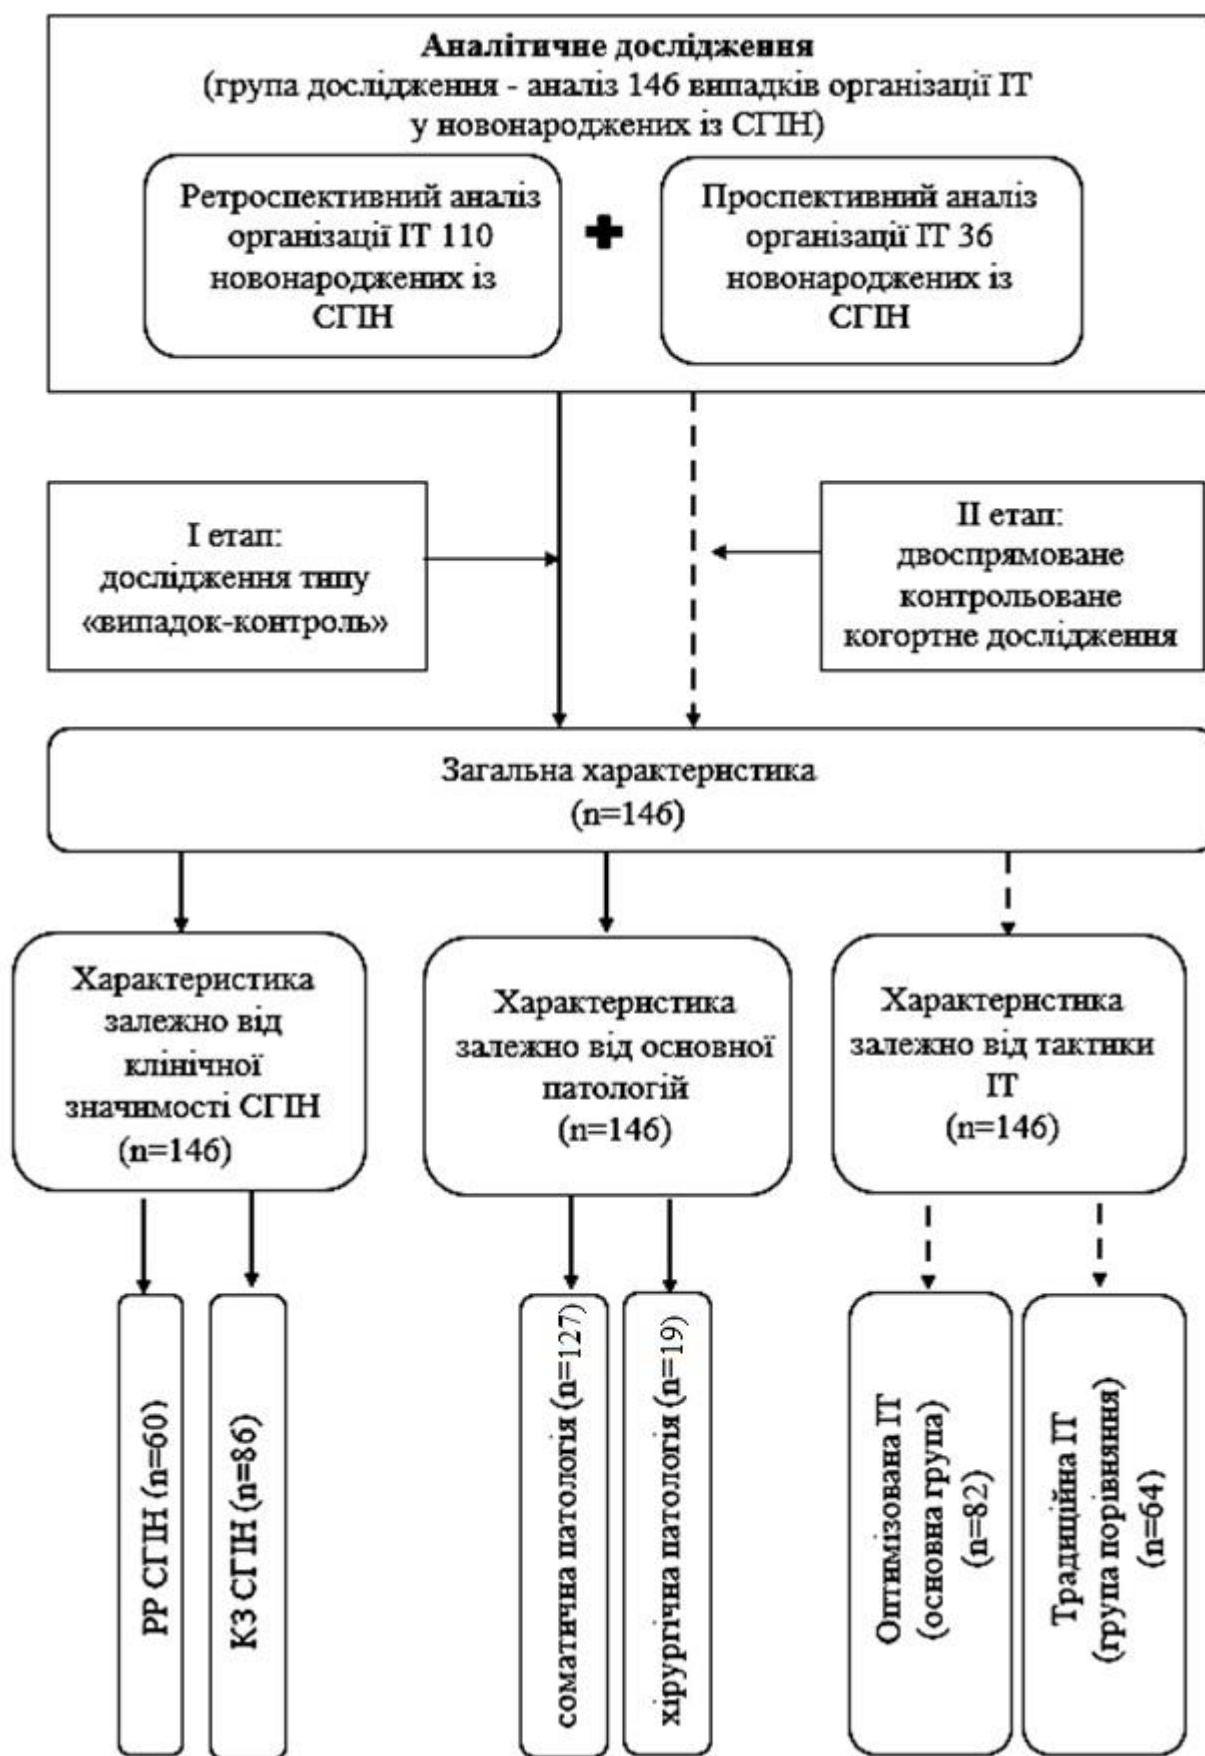 Аналітичне дослідження
(група дослідження - аналіз 146 випадків організації ІТ
у новонароджених із СГІН)
Ретроспективний аналіз
організації ІТ 110
новонароджених із
СГІН
+
Проспективний аналіз
організації ІТ 36
новонароджених із
СГІН
І етап:
дослідження типу
«випадок-контроль»
ІІ етап:
двоспрямоване
контрольоване
когортне дослідження
Загальна характеристика
(n=146)
Характеристика
залежно від
клінічної
значимості СГІН
(n=146)
Характеристика
залежно від основної
патологій
(n=146)
Характеристика
залежно від тактики
ІТ
(n=146)
РР СГІН (n=60)
КЗ СГІН (n=86)
соматична патологія (n=127)
хірургічна патологія (n=19)
Оптимізована ІТ
(основна група)
(n=82)
Традиційна ІТ
(група порівняння)
(n=64)